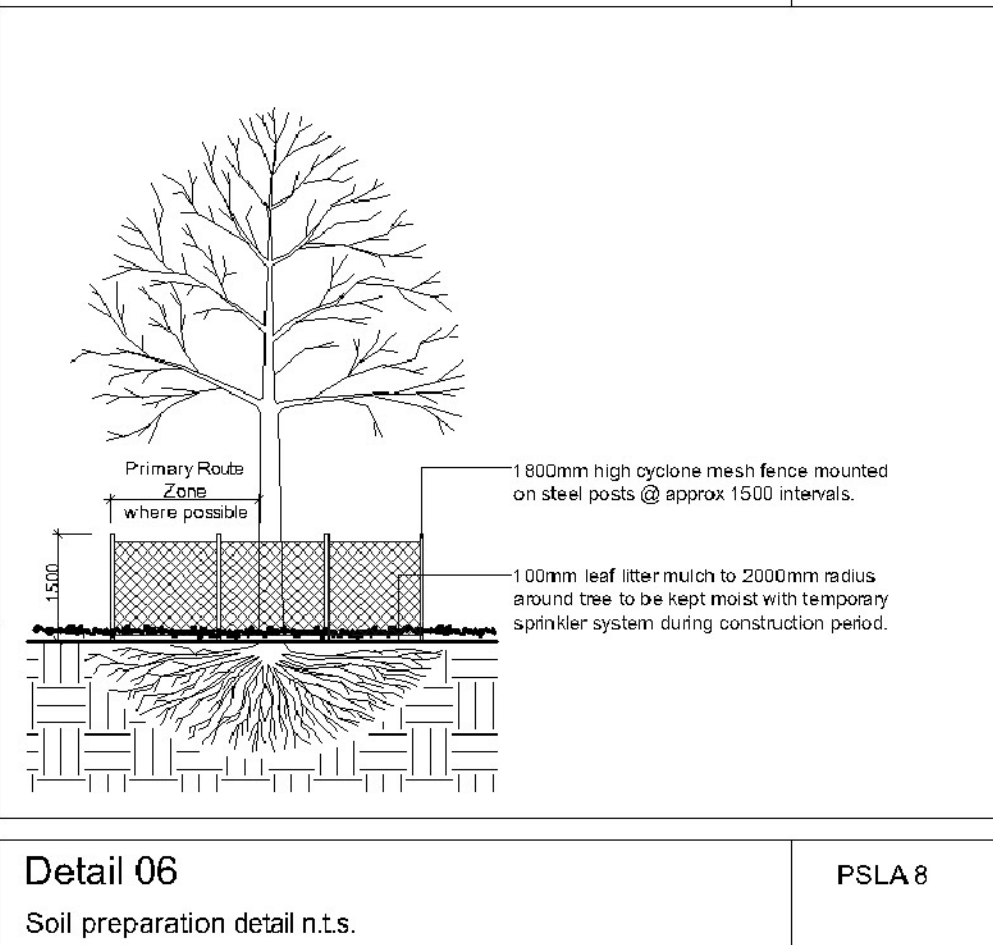 Primary Route
Zone
where possible
1800mm high cyclone mesh fence mounted
on steel posts @ approx 1500 intervals.
1500
100mm leaf litter mulch to 2000mm radius
around tree to be kept moist with temporary
sprinkler system during construction period.
Detail 06
PSLA 8
Soil preparation detail n.t.s.